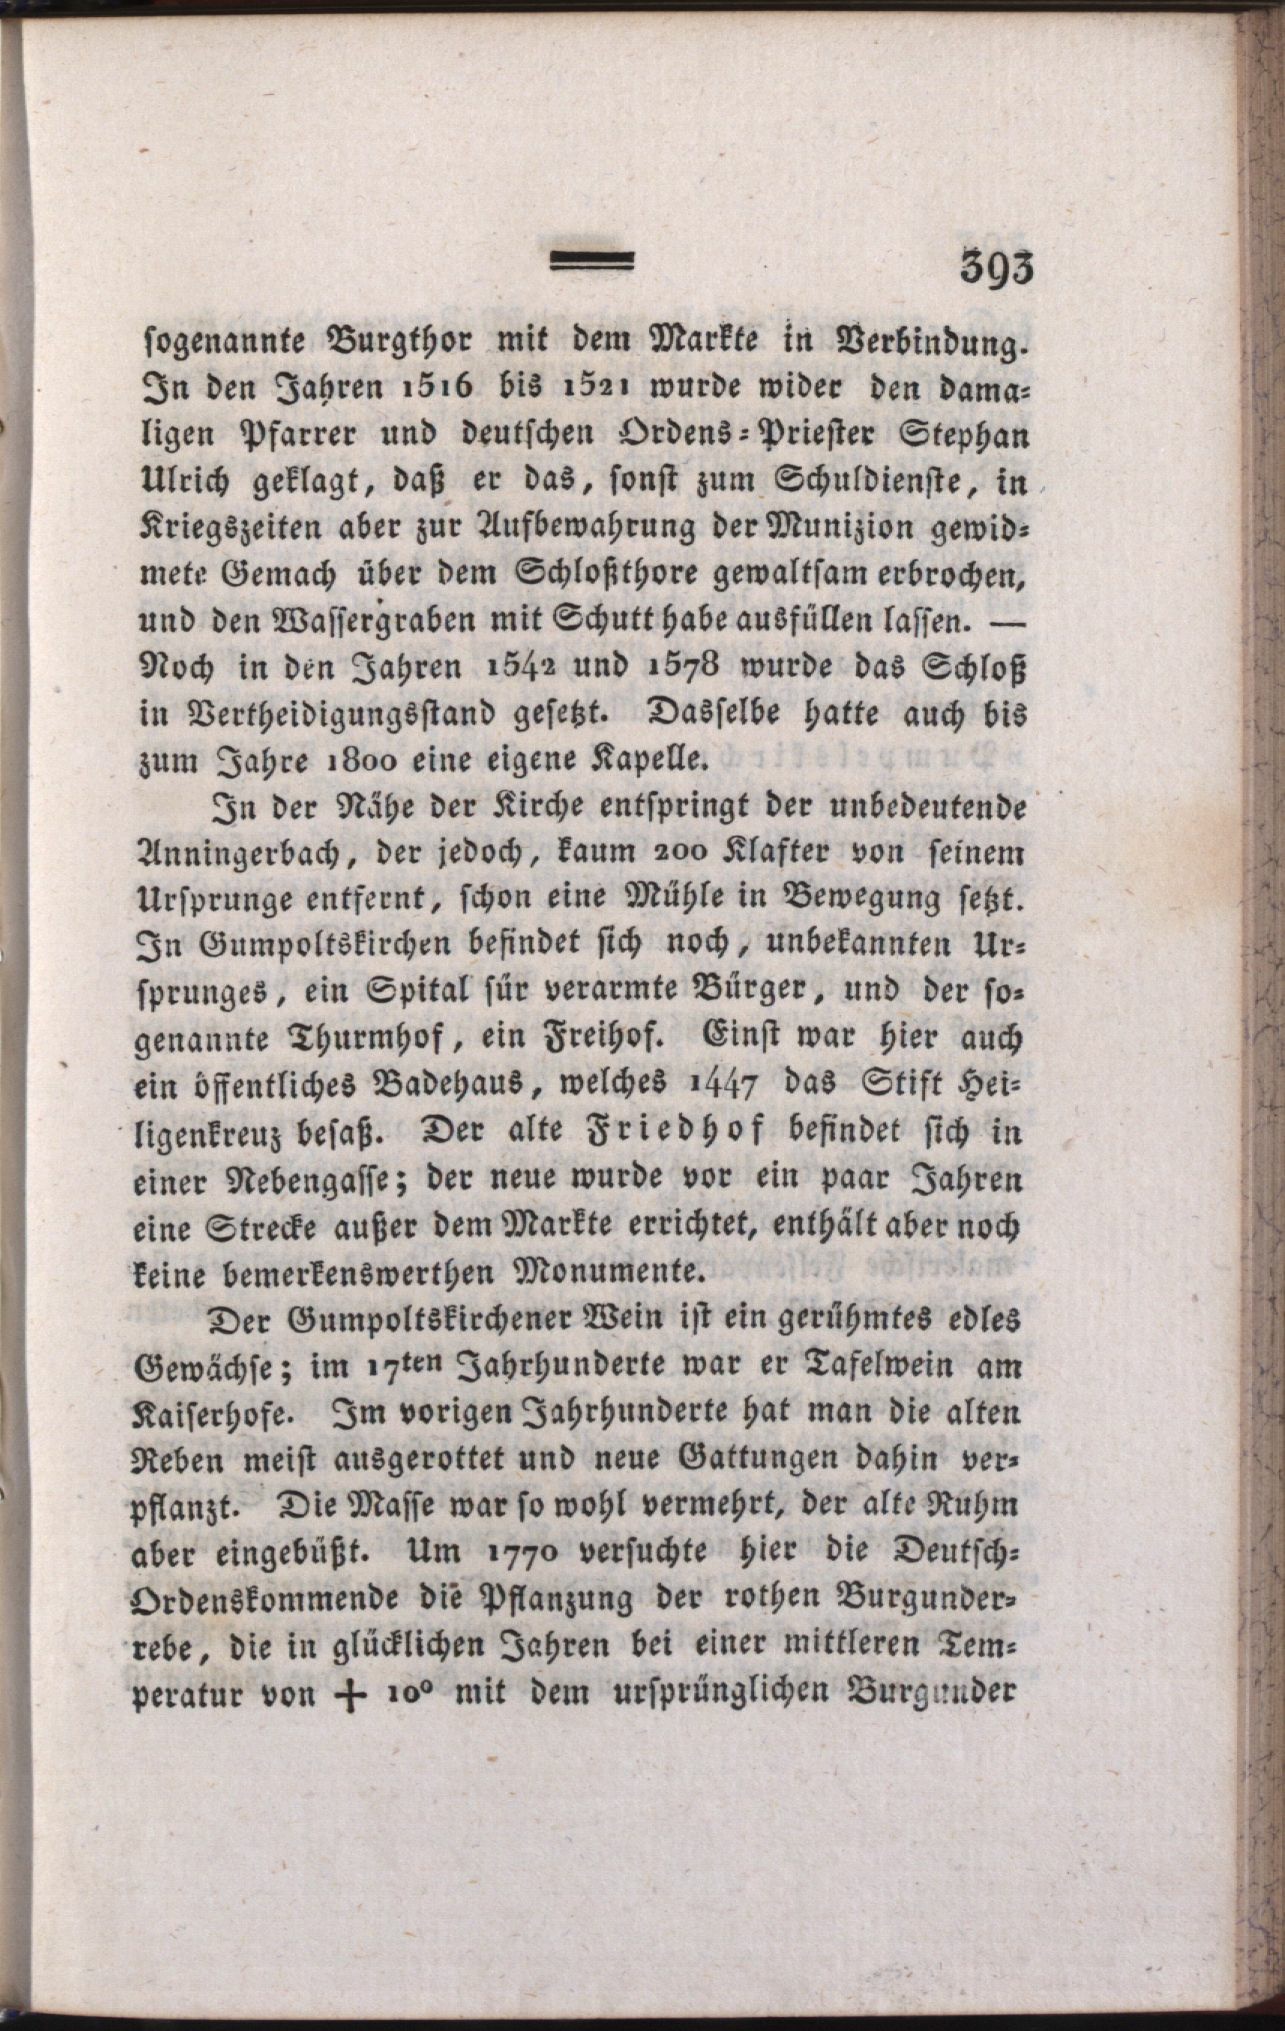 393
sogenannte Burgthor mit dem Markte in Verbindung.
In den Jahren 1516 bis 1521 wurde wider den dama-
ligen Pfarrer und deutschen Ordens-Priester Stephan
Ulrich geklagt, daß er das, sonst zum Schuldienste, in
Kriegszeiten aber zur Aufbewahrung der Munizion gewid-
mete Gemach über dem Schloßthore gewaltsam erbrochen,
und den Wassergraben mit Schutt habe ausfüllen lassen. —
Noch in den Jahren 1542 und 1578 wurde das Schloß
in Vertheidigungsstand gesetzt. Dasselbe hatte auch bis
zum Jahre 1800 eine eigene Kapelle.
In der Nähe der Kirche entspringt der unbedeutende
Anningerbach, der jedoch, kaum 200 Klafter von seinem
Ursprunge entfernt, schon eine Mühle in Bewegung setzt.
In Gumpoltskirchen befindet sich noch, unbekannten Ur-
sprunges, ein Spital für verarmte Bürger, und der so-
genannte Thurmhof, ein Freihof. Einst war hier auch
ein öffentliches Badehaus, welches 1447 das Stift Hei-
ligenkreuz besaß. Der alte Friedhof befindet sich in
einer Nebengasse; der neue wurde vor ein paar Jahren
eine Strecke außer dem Markte errichtet, enthält aber noch
keine bemerkenswerthen Monumente.
Der Gumpoltskirchener Wein ist ein gerühmtes edles
Gewächse; im 17ten Jahrhunderte war er Tafelwein am
Kaiserhofe. Im vorigen Jahrhunderte hat man die alten
Reben meist ausgerottet und neue Gattungen dahin ver-
pflanzt. Die Masse war so wohl vermehrt, der alte Ruhm
aber eingebüßt. Um 1770 versuchte hier die Deutsch-
Ordenskommende die Pflanzung der rothen Burgunder-
rebe, die in glücklichen Jahren bei einer mittleren Tem-
peratur von + 10° mit dem ursprünglichen Burgunder